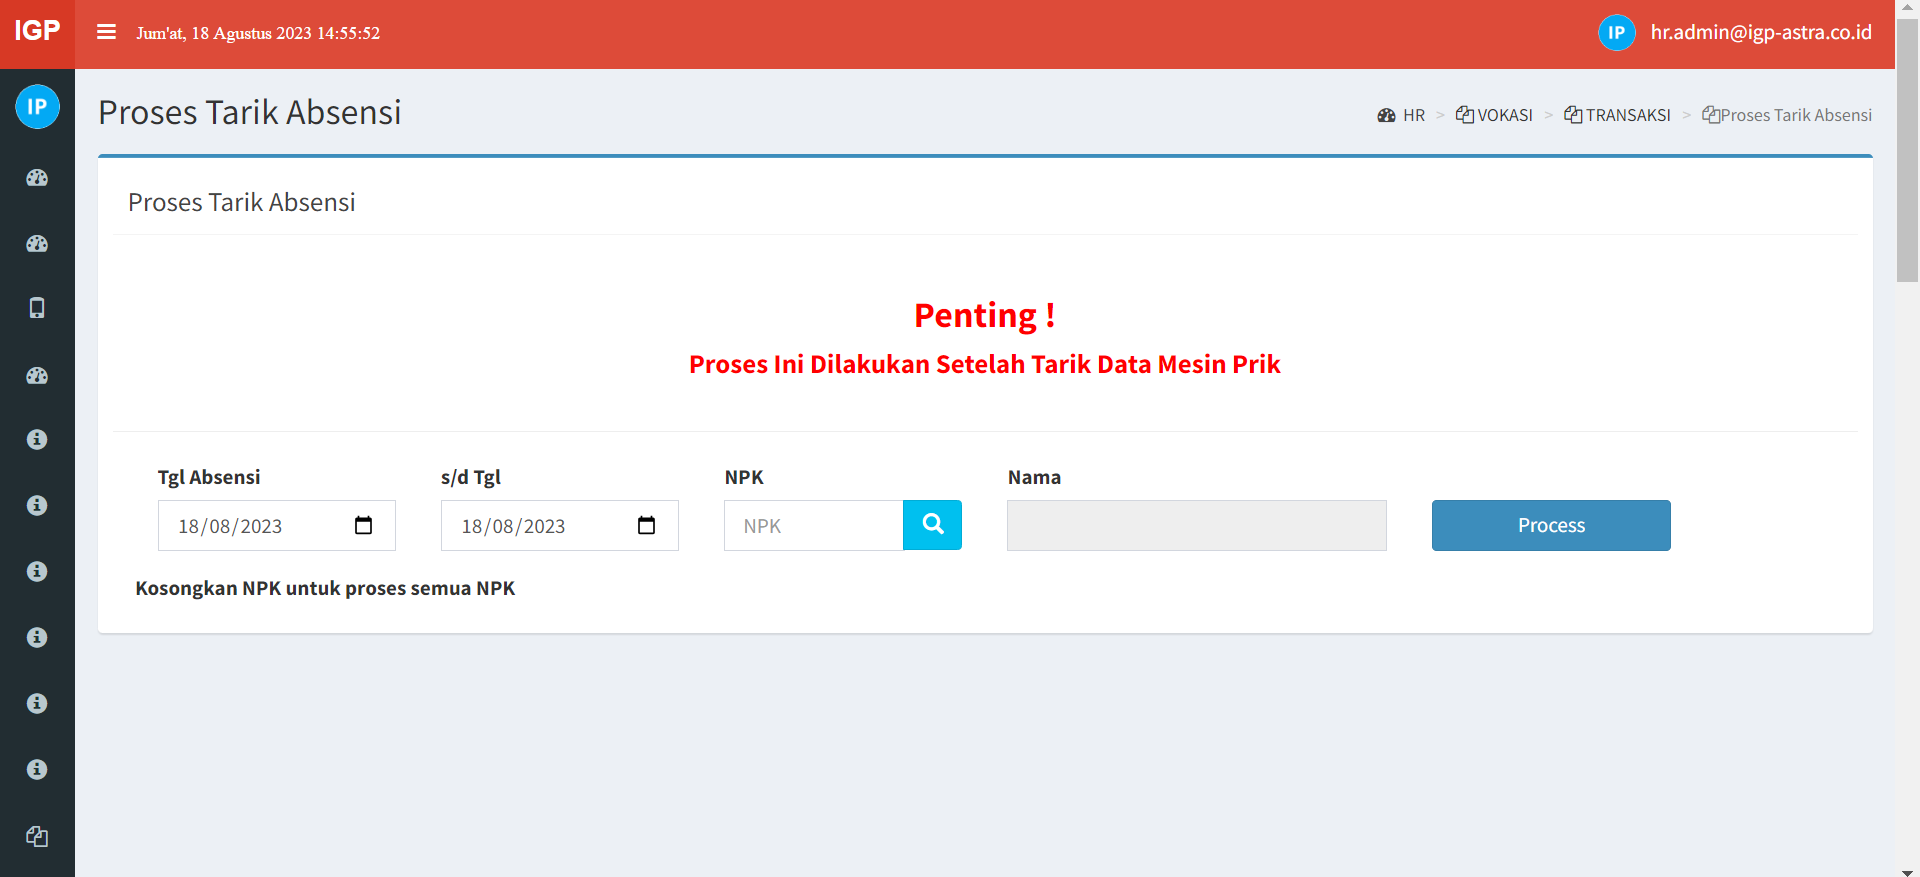 IGP
Jum'at, 18 Agustus 2023 14:55:52
IP
hr.admin@igp-astra.co.id
IP
Proses Tarik Absensi
HR > VOKASI > TRANSAKSI > Proses Tarik Absensi
Proses Tarik Absensi
Penting !
Proses Ini Dilakukan Setelah Tarik Data Mesin Prik
Tgl Absensi
s/d Tgl
NPK
Nama
18/08/2023
18/08/2023
NPK
Process
Kosongkan NPK untuk proses semua NPK